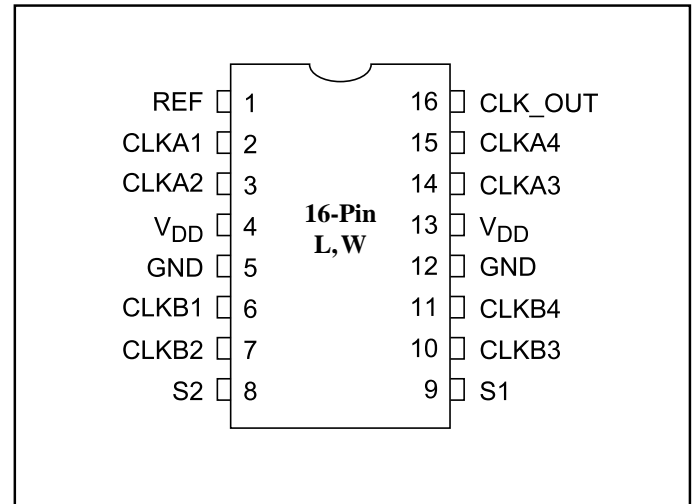 REF 1 16 CLK_OUT
CLKA1 2 15 CLKA4
CLKA2 3 14 CLKA3
VDD 4 16-Pin 13 VDD
L,W
GND 5 12 GND
CLKB1 6 11 CLKB4
CLKB2 7 10 CLKB3
S2 8 9 S1